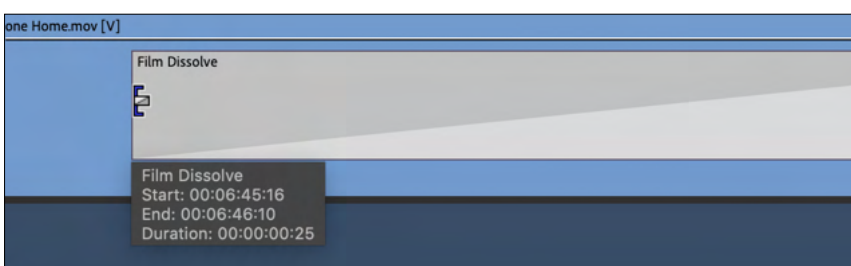 one Home.mov [V]
Film Dissolve
Film Dissolve
Start: 00:06:45:16
End: 00:06:46:10
Duration: 00:00:00:25